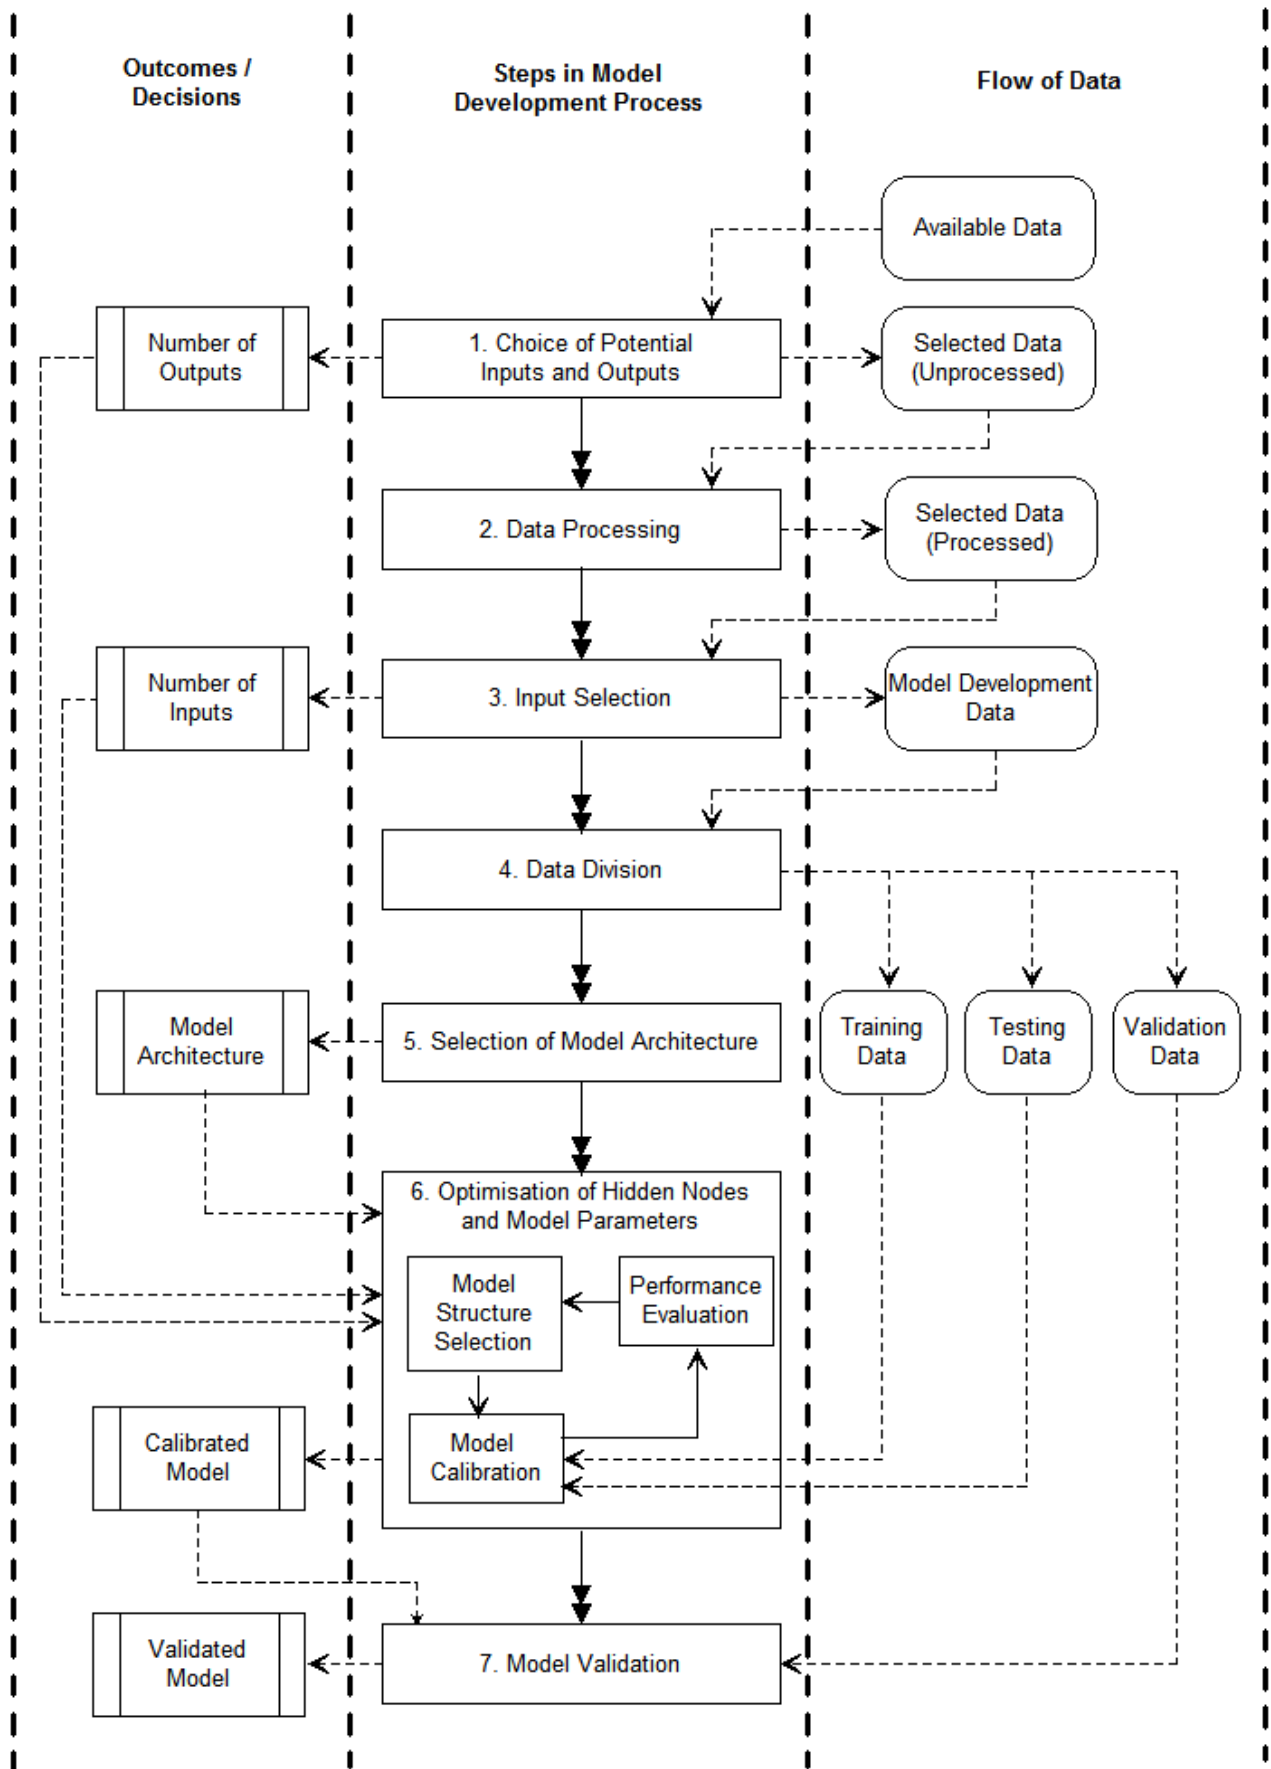 Outcomes /
Decisions
Steps in Model
Development Process
Flow of Data
Available Data
Number of
Outputs
1. Choice of Potential
Inputs and Outputs
Selected Data
(Unprocessed)
2. Data Processing
Selected Data
(Processed)
Number of
Inputs
3. Input Selection
Model Development
Data
4. Data Division
Model
Architecture
5. Selection of Model Architecture
Training
Data
Testing
Data
Validation
Data
6. Optimisation of Hidden Nodes
and Model Parameters
Model
Structure
Selection
Performance
Evaluation
Calibrated
Model
Model
Calibration
Validated
Model
7. Model Validation